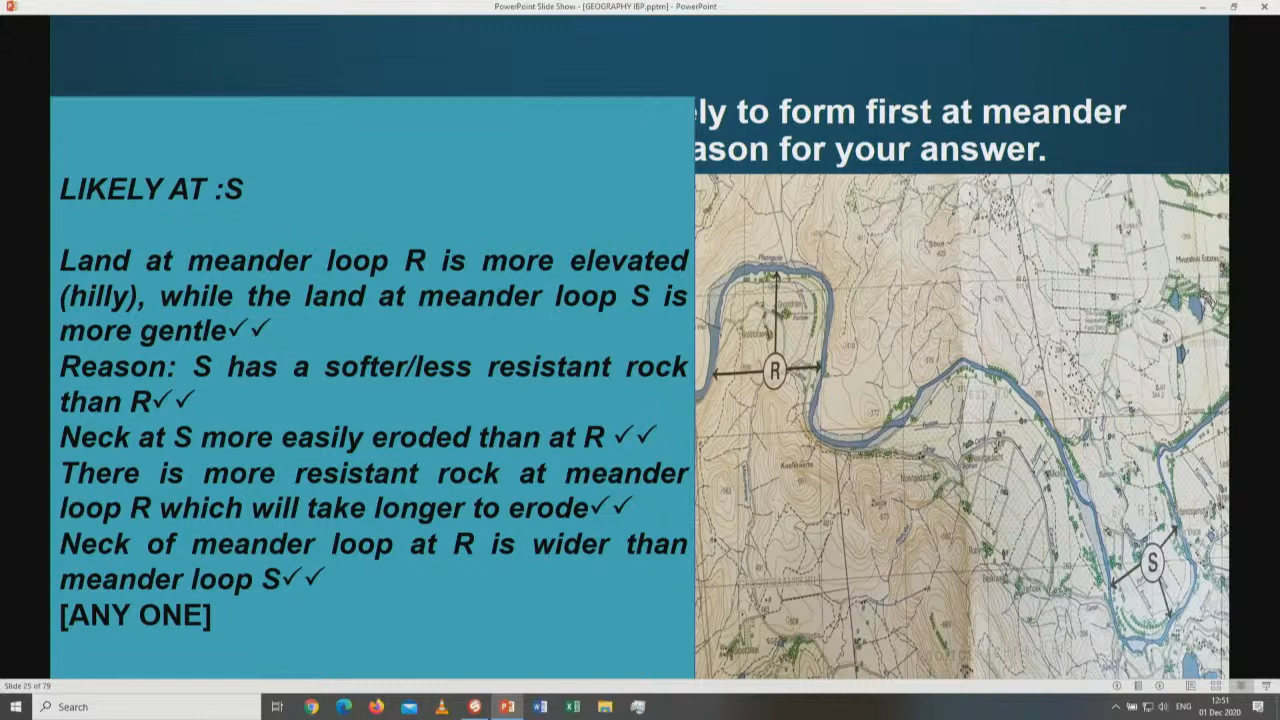 PowerPoint Slide Show - [GEOGRAPHY IBP.pptm] - PowerPoint
ly to form first at meander
ason for your answer.
LIKELY AT :S
Land at meander loop R is more elevated
(hilly), while the land at meander loop S is
more gentle✓✓
Reason: S has a softer/less resistant rock
than R✓✓
Neck at S more easily eroded than at R ✓✓
There is more resistant rock at meander
loop R which will take longer to erode✓✓
Neck of meander loop at R is wider than
meander loop S✓✓
[ANY ONE]
R
S
Slide 25 of 79
Search
ENG
12:51
01 Dec 2020